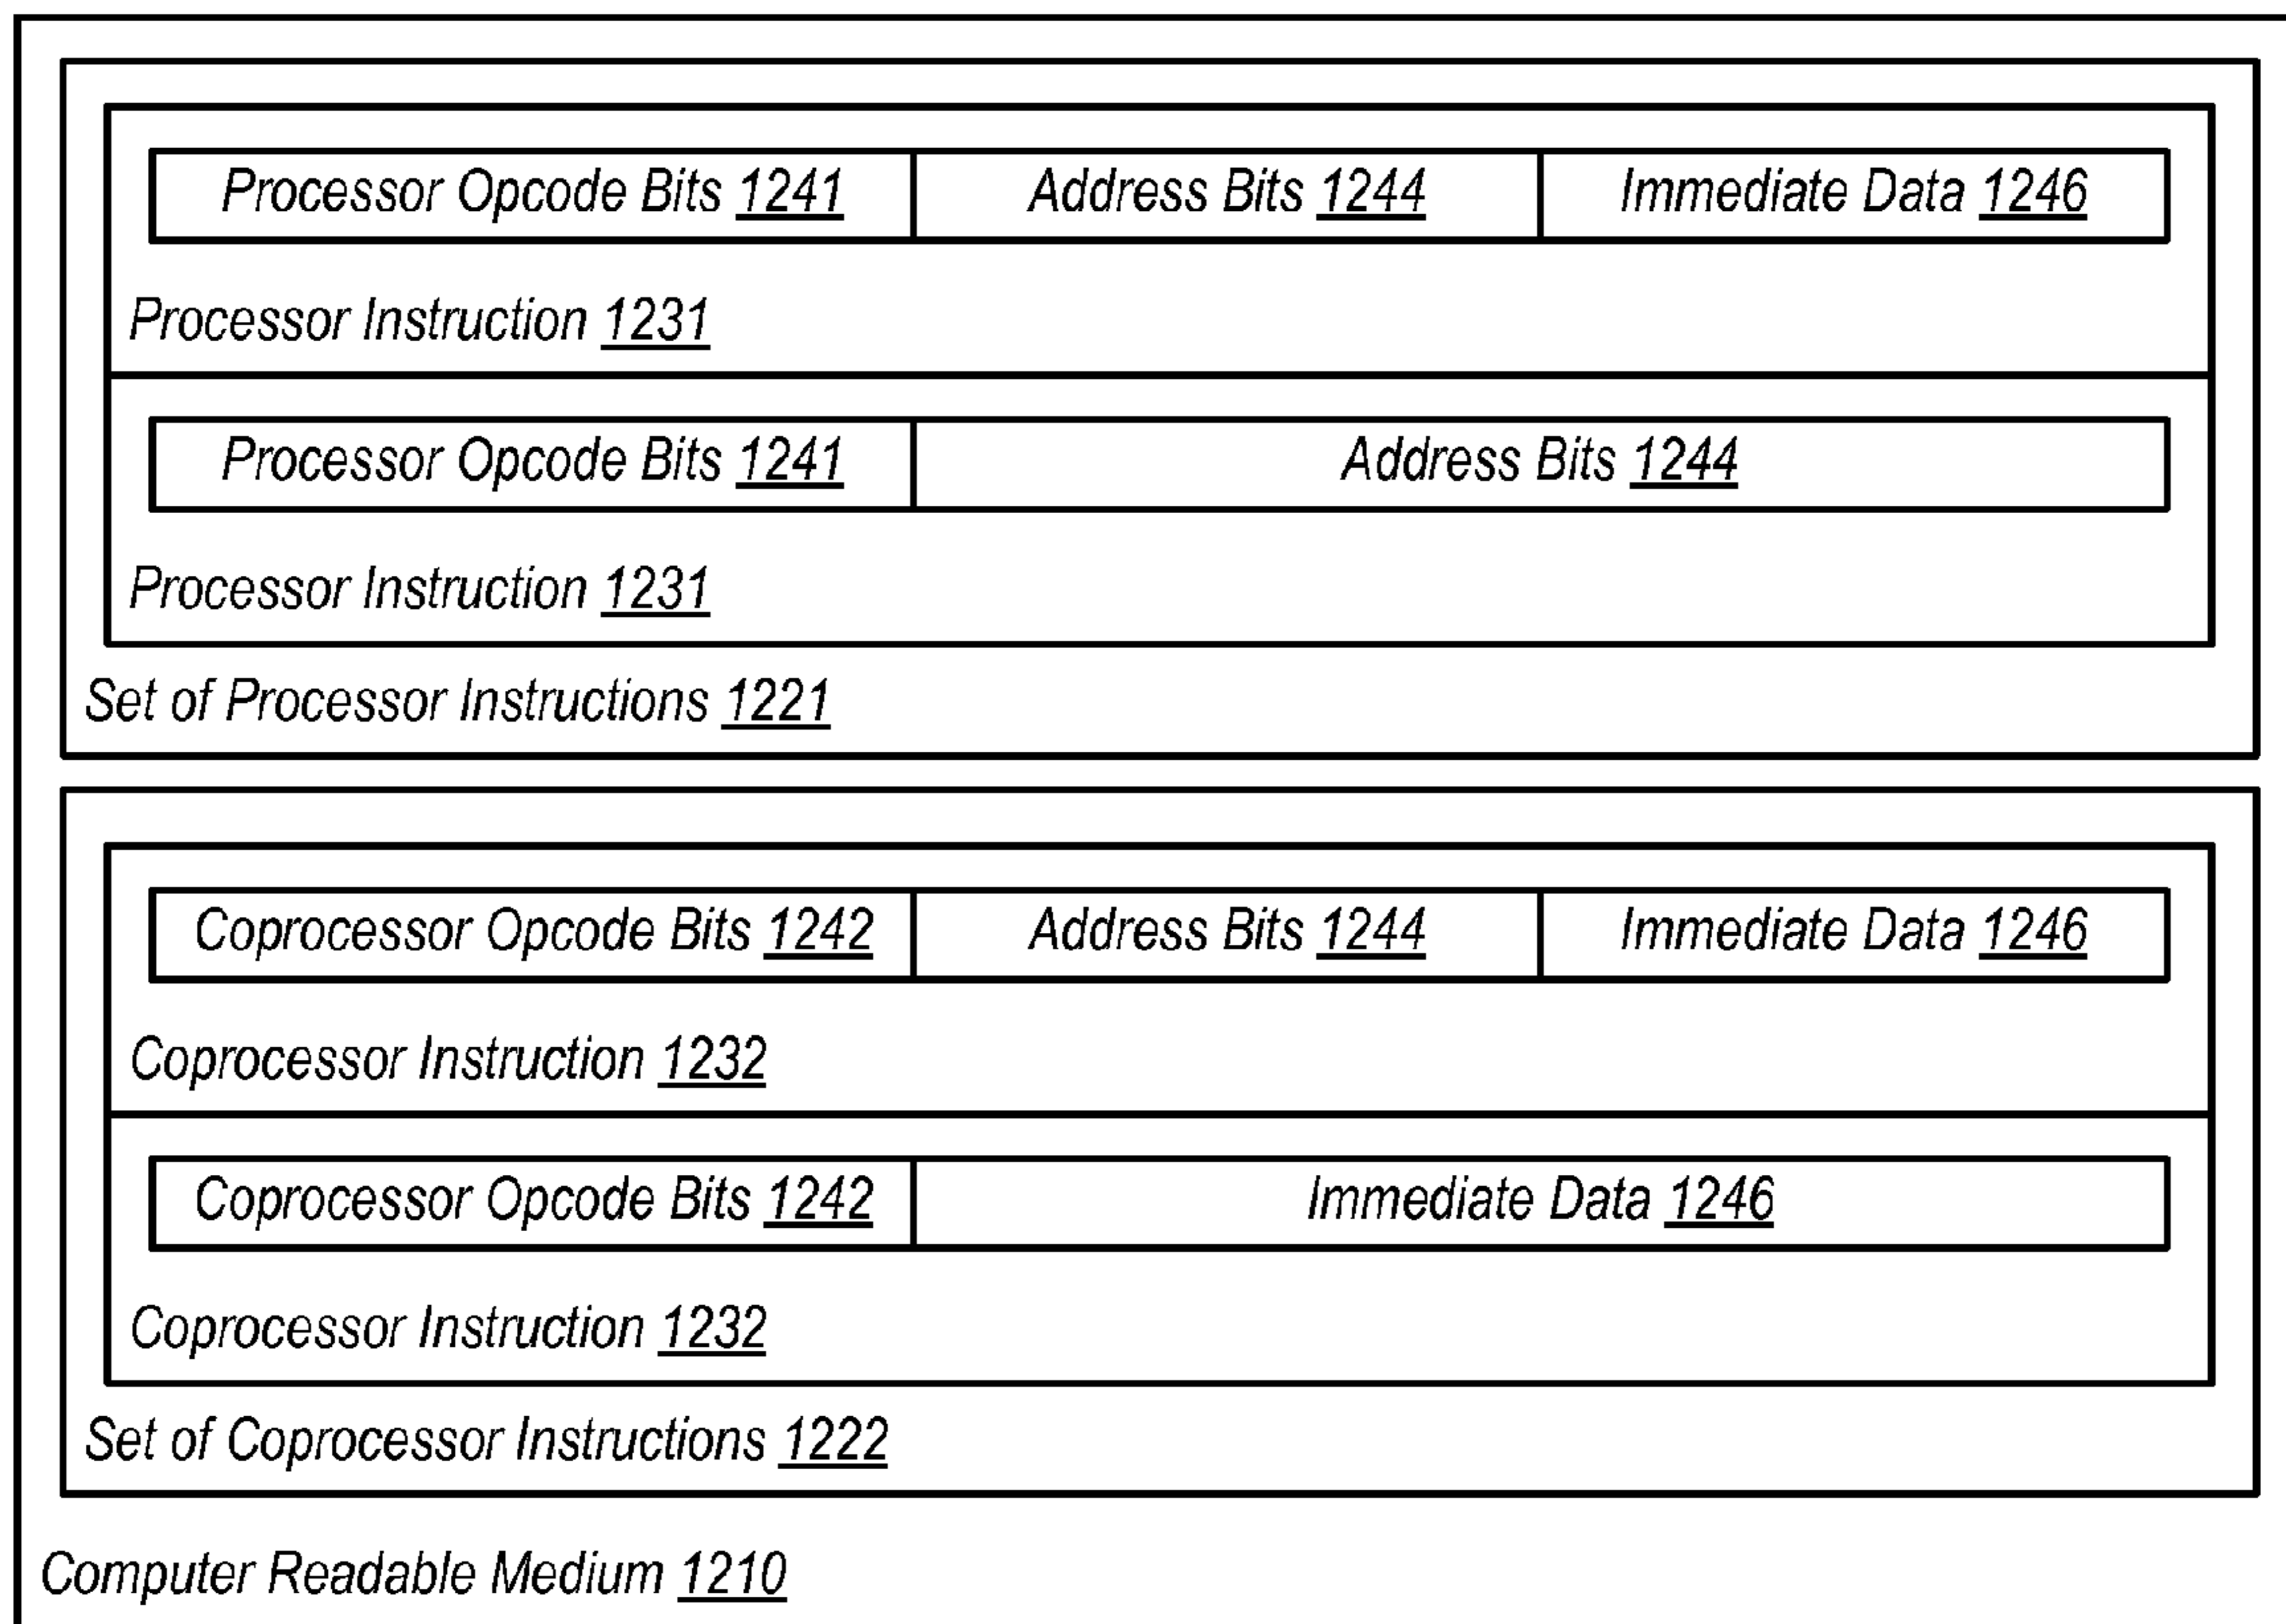 Processor Opcode Bits 1241 Address Bits 1244 Immediate Data 1246
Processor Instruction 1231
Processor Opcode Bits 1241 Address Bits 1244
Processor Instruction 1231
Set of Processor Instructions 1221
Coprocessor Opcode Bits 1242 Address Bits 1244 Immediate Data 1246
Coprocessor Instruction 1232
Coprocessor Opcode Bits 1242 Immediate Data 1246
Coprocessor Instruction 1232
Set of Coprocessor Instructions 1222
Computer Readable Medium 1210